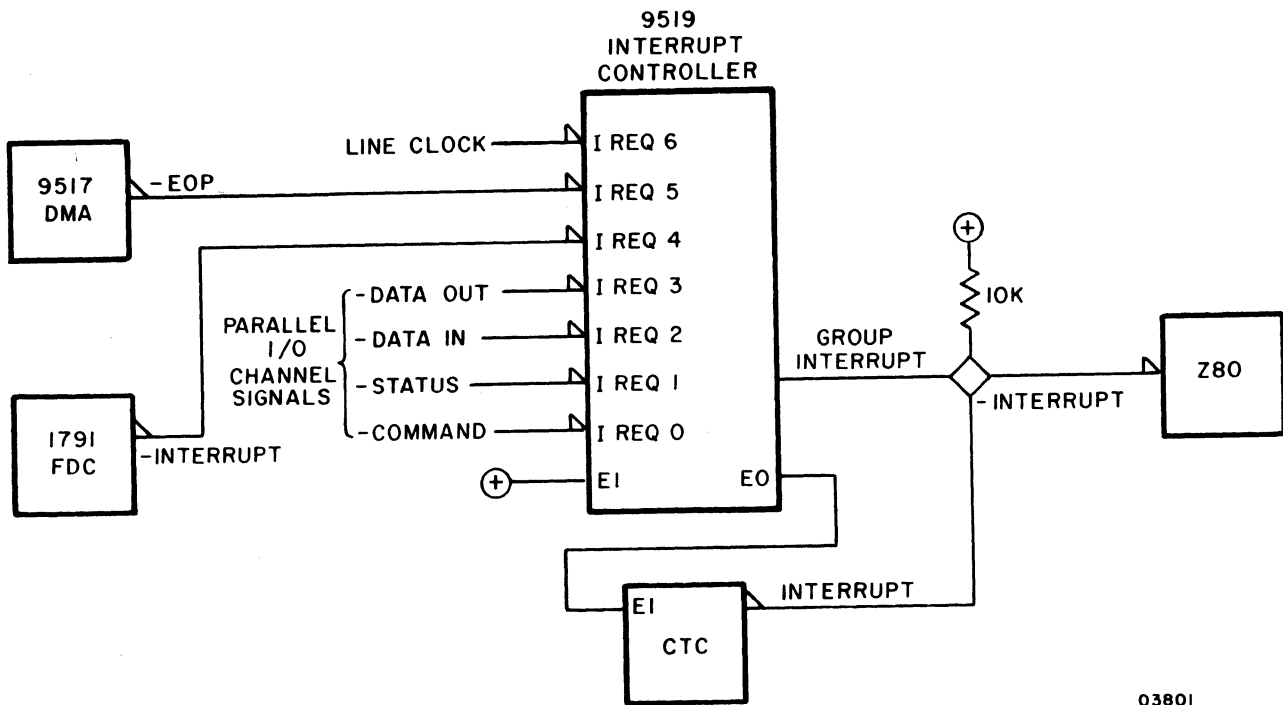 9519
INTERRUPT
CONTROLLER
LINE CLOCK
I REQ 6
9517
DMA
-EOP
I REQ 5
I REQ 4
-DATA OUT
I REQ 3
PARALLEL
I/O
CHANNEL
SIGNALS
-DATA IN
I REQ 2
-STATUS
I REQ 1
-COMMAND
I REQ 0
1791
FDC
-INTERRUPT
+
EI
EO
GROUP
INTERRUPT
+
10K
-INTERRUPT
Z80
EI
CTC
INTERRUPT
03801